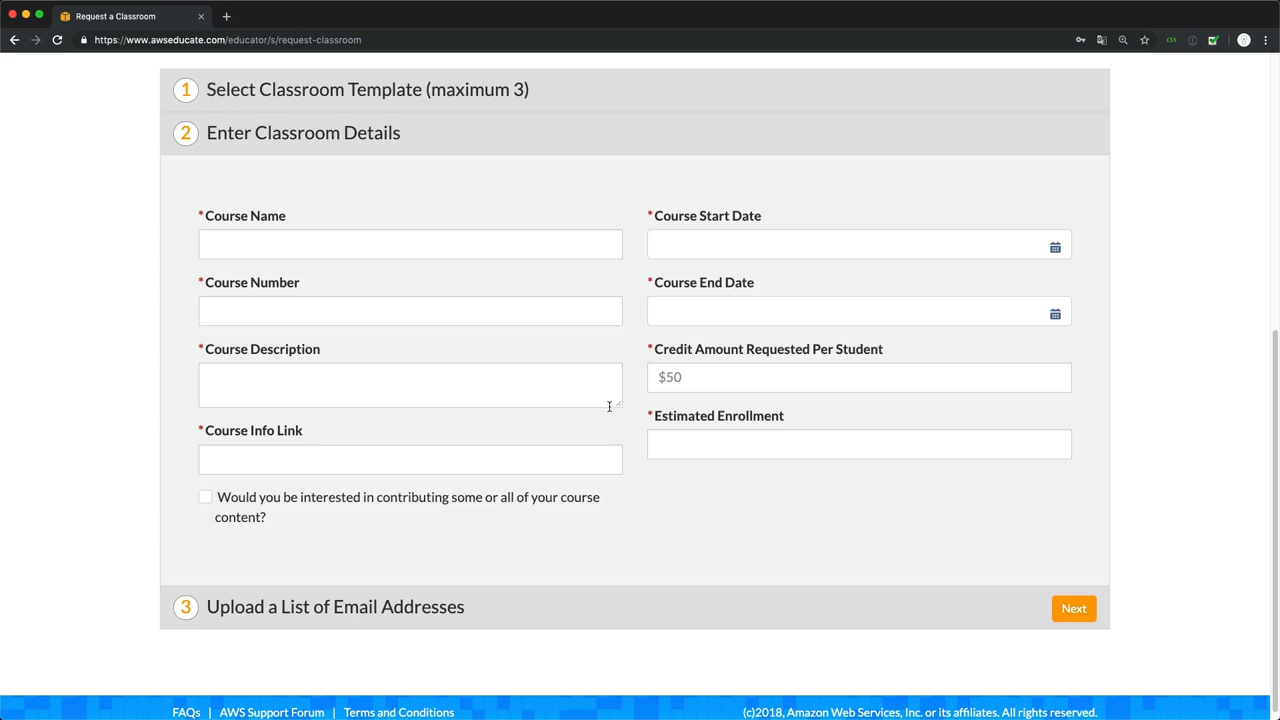 Request a Classroom
https://www.awseducate.com/educator/s/request-classroom
CSS
1 Select Classroom Template (maximum 3)
2 Enter Classroom Details
*Course Name
*Course Start Date
*Course Number
*Course End Date
*Course Description
*Credit Amount Requested Per Student
$50
*Course Info Link
*Estimated Enrollment
Would you be interested in contributing some or all of your course
content?
3 Upload a List of Email Addresses
Next
FAQs | AWS Support Forum | Terms and Conditions
(c)2018, Amazon Web Services, Inc. or its affiliates. All rights reserved.